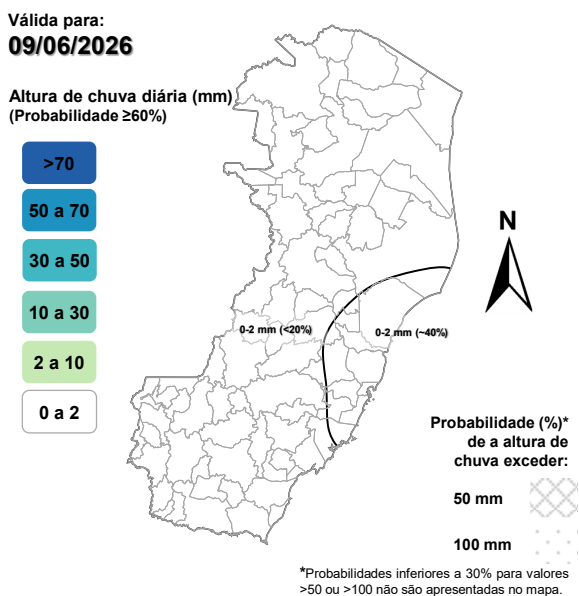 Válida para:
09/06/2026
Altura de chuva diária (mm)
(Probabilidade ≥60%)
>70
50 a 70
30 a 50
10 a 30
2 a 10
0 a 2
N
0-2 mm (<20%)
0-2 mm (~40%)
Probabilidade (%)*
de a altura de
chuva exceder:
50 mm
100 mm
*Probabilidades inferiores a 30% para valores
>50 ou >100 não são apresentadas no mapa.